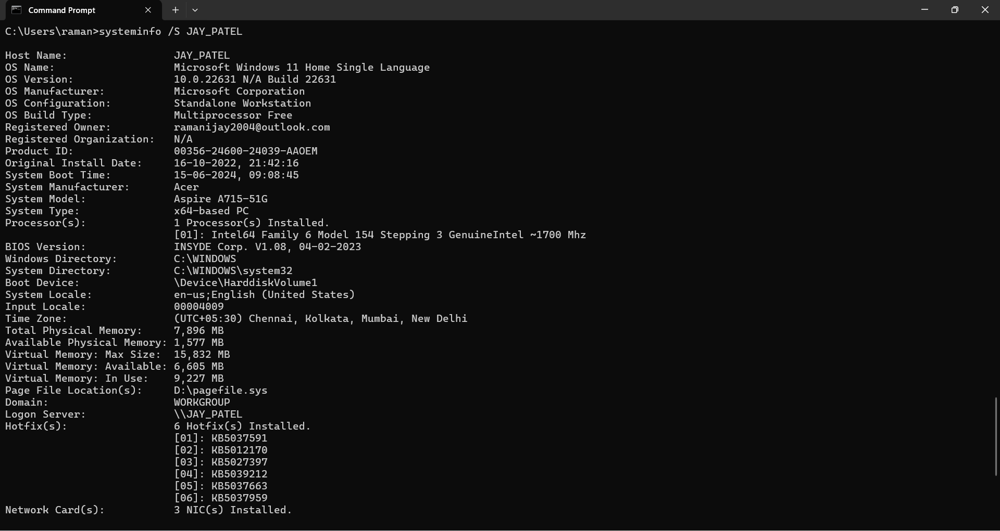 Command Prompt
C:\Users\raman>systeminfo /S JAY_PATEL
Host Name: JAY_PATEL
OS Name: Microsoft Windows 11 Home Single Language
OS Version: 10.0.22631 N/A Build 22631
OS Manufacturer: Microsoft Corporation
OS Configuration: Standalone Workstation
OS Build Type: Multiprocessor Free
Registered Owner: ramanijay2004@outlook.com
Registered Organization: N/A
Product ID: 00356-24600-24039-AAOEM
Original Install Date: 16-10-2022, 21:42:16
System Boot Time: 15-06-2024, 09:08:45
System Manufacturer: Acer
System Model: Aspire A715-51G
System Type: x64-based PC
Processor(s): 1 Processor(s) Installed.
[01]: Intel64 Family 6 Model 154 Stepping 3 GenuineIntel ~1700 Mhz
BIOS Version: INSYDE Corp. V1.08, 04-02-2023
Windows Directory: C:\WINDOWS
System Directory: C:\WINDOWS\system32
Boot Device: \Device\HarddiskVolume1
System Locale: en-us;English (United States)
Input Locale: 00004009
Time Zone: (UTC+05:30) Chennai, Kolkata, Mumbai, New Delhi
Total Physical Memory: 7,896 MB
Available Physical Memory: 1,577 MB
Virtual Memory: Max Size: 15,832 MB
Virtual Memory: Available: 6,605 MB
Virtual Memory: In Use: 9,227 MB
Page File Location(s): D:\pagefile.sys
Domain: WORKGROUP
Logon Server: \\JAY_PATEL
Hotfix(s): 6 Hotfix(s) Installed.
[01]: KB5037591
[02]: KB5012170
[03]: KB5027397
[04]: KB5039212
[05]: KB5037663
[06]: KB5037959
Network Card(s): 3 NIC(s) Installed.